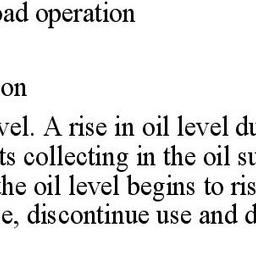 oad operation
on
vel. A rise in oil level du
ts collecting in the oil su
the oil level begins to ris
e, discontinue use and d